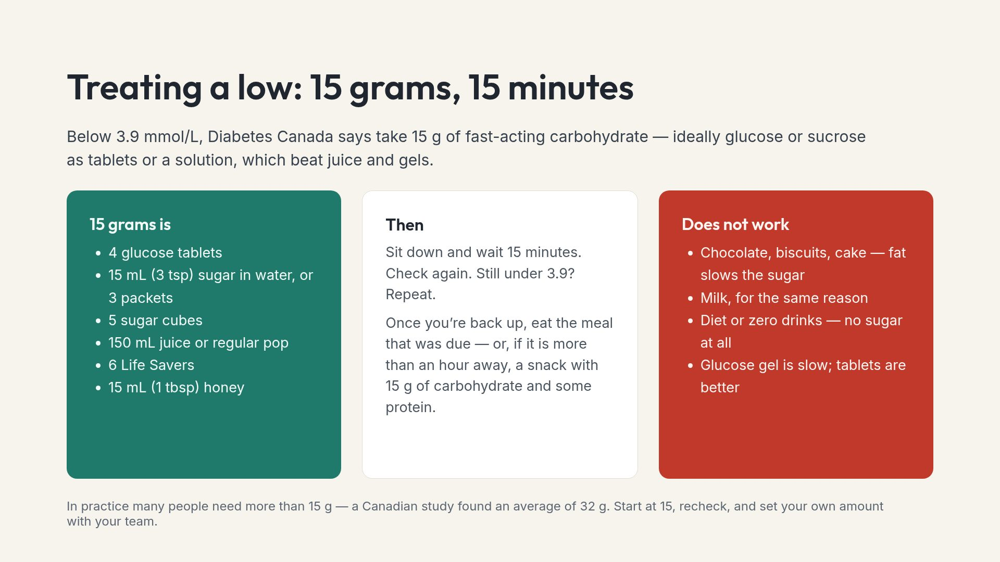 Treating a low: 15 grams, 15 minutes
Below 3.9 mmol/L, Diabetes Canada says take 15 g of fast-acting carbohydrate — ideally glucose or sucrose
as tablets or a solution, which beat juice and gels.
15 grams is
• 4 glucose tablets
• 15 mL (3 tsp) sugar in water, or
3 packets
• 5 sugar cubes
• 150 mL juice or regular pop
• 6 Life Savers
• 15 mL (1 tbsp) honey
Then
Sit down and wait 15 minutes.
Check again. Still under 3.9?
Repeat.
Once you’re back up, eat the meal
that was due — or, if it is more
than an hour away, a snack with
15 g of carbohydrate and some
protein.
Does not work
• Chocolate, biscuits, cake — fat
slows the sugar
• Milk, for the same reason
• Diet or zero drinks — no sugar
at all
• Glucose gel is slow; tablets are
better
In practice many people need more than 15 g — a Canadian study found an average of 32 g. Start at 15, recheck, and set your own amount
with your team.